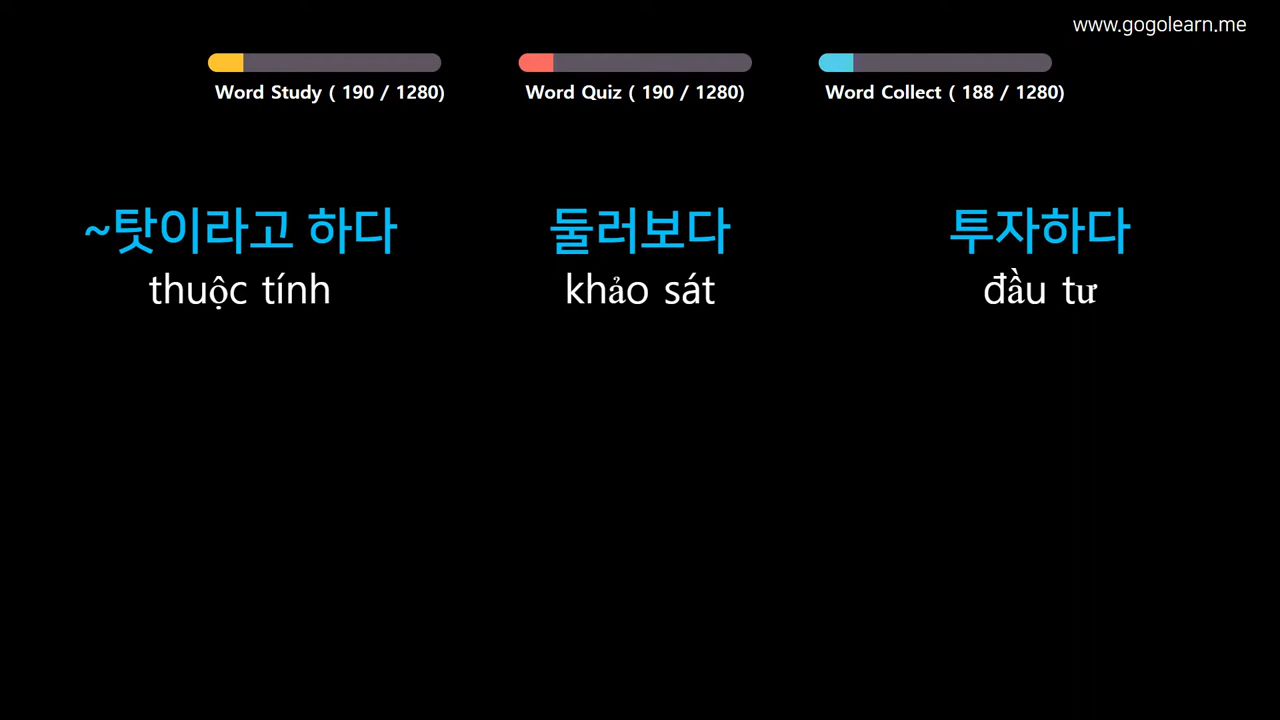 www.gogolearn.me
Word Study ( 190 / 1280)
Word Quiz ( 190 / 1280)
Word Collect ( 188 / 1280)
~탓이라고 하다
thuộc tính
둘러보다
khảo sát
투자하다
đầu tư